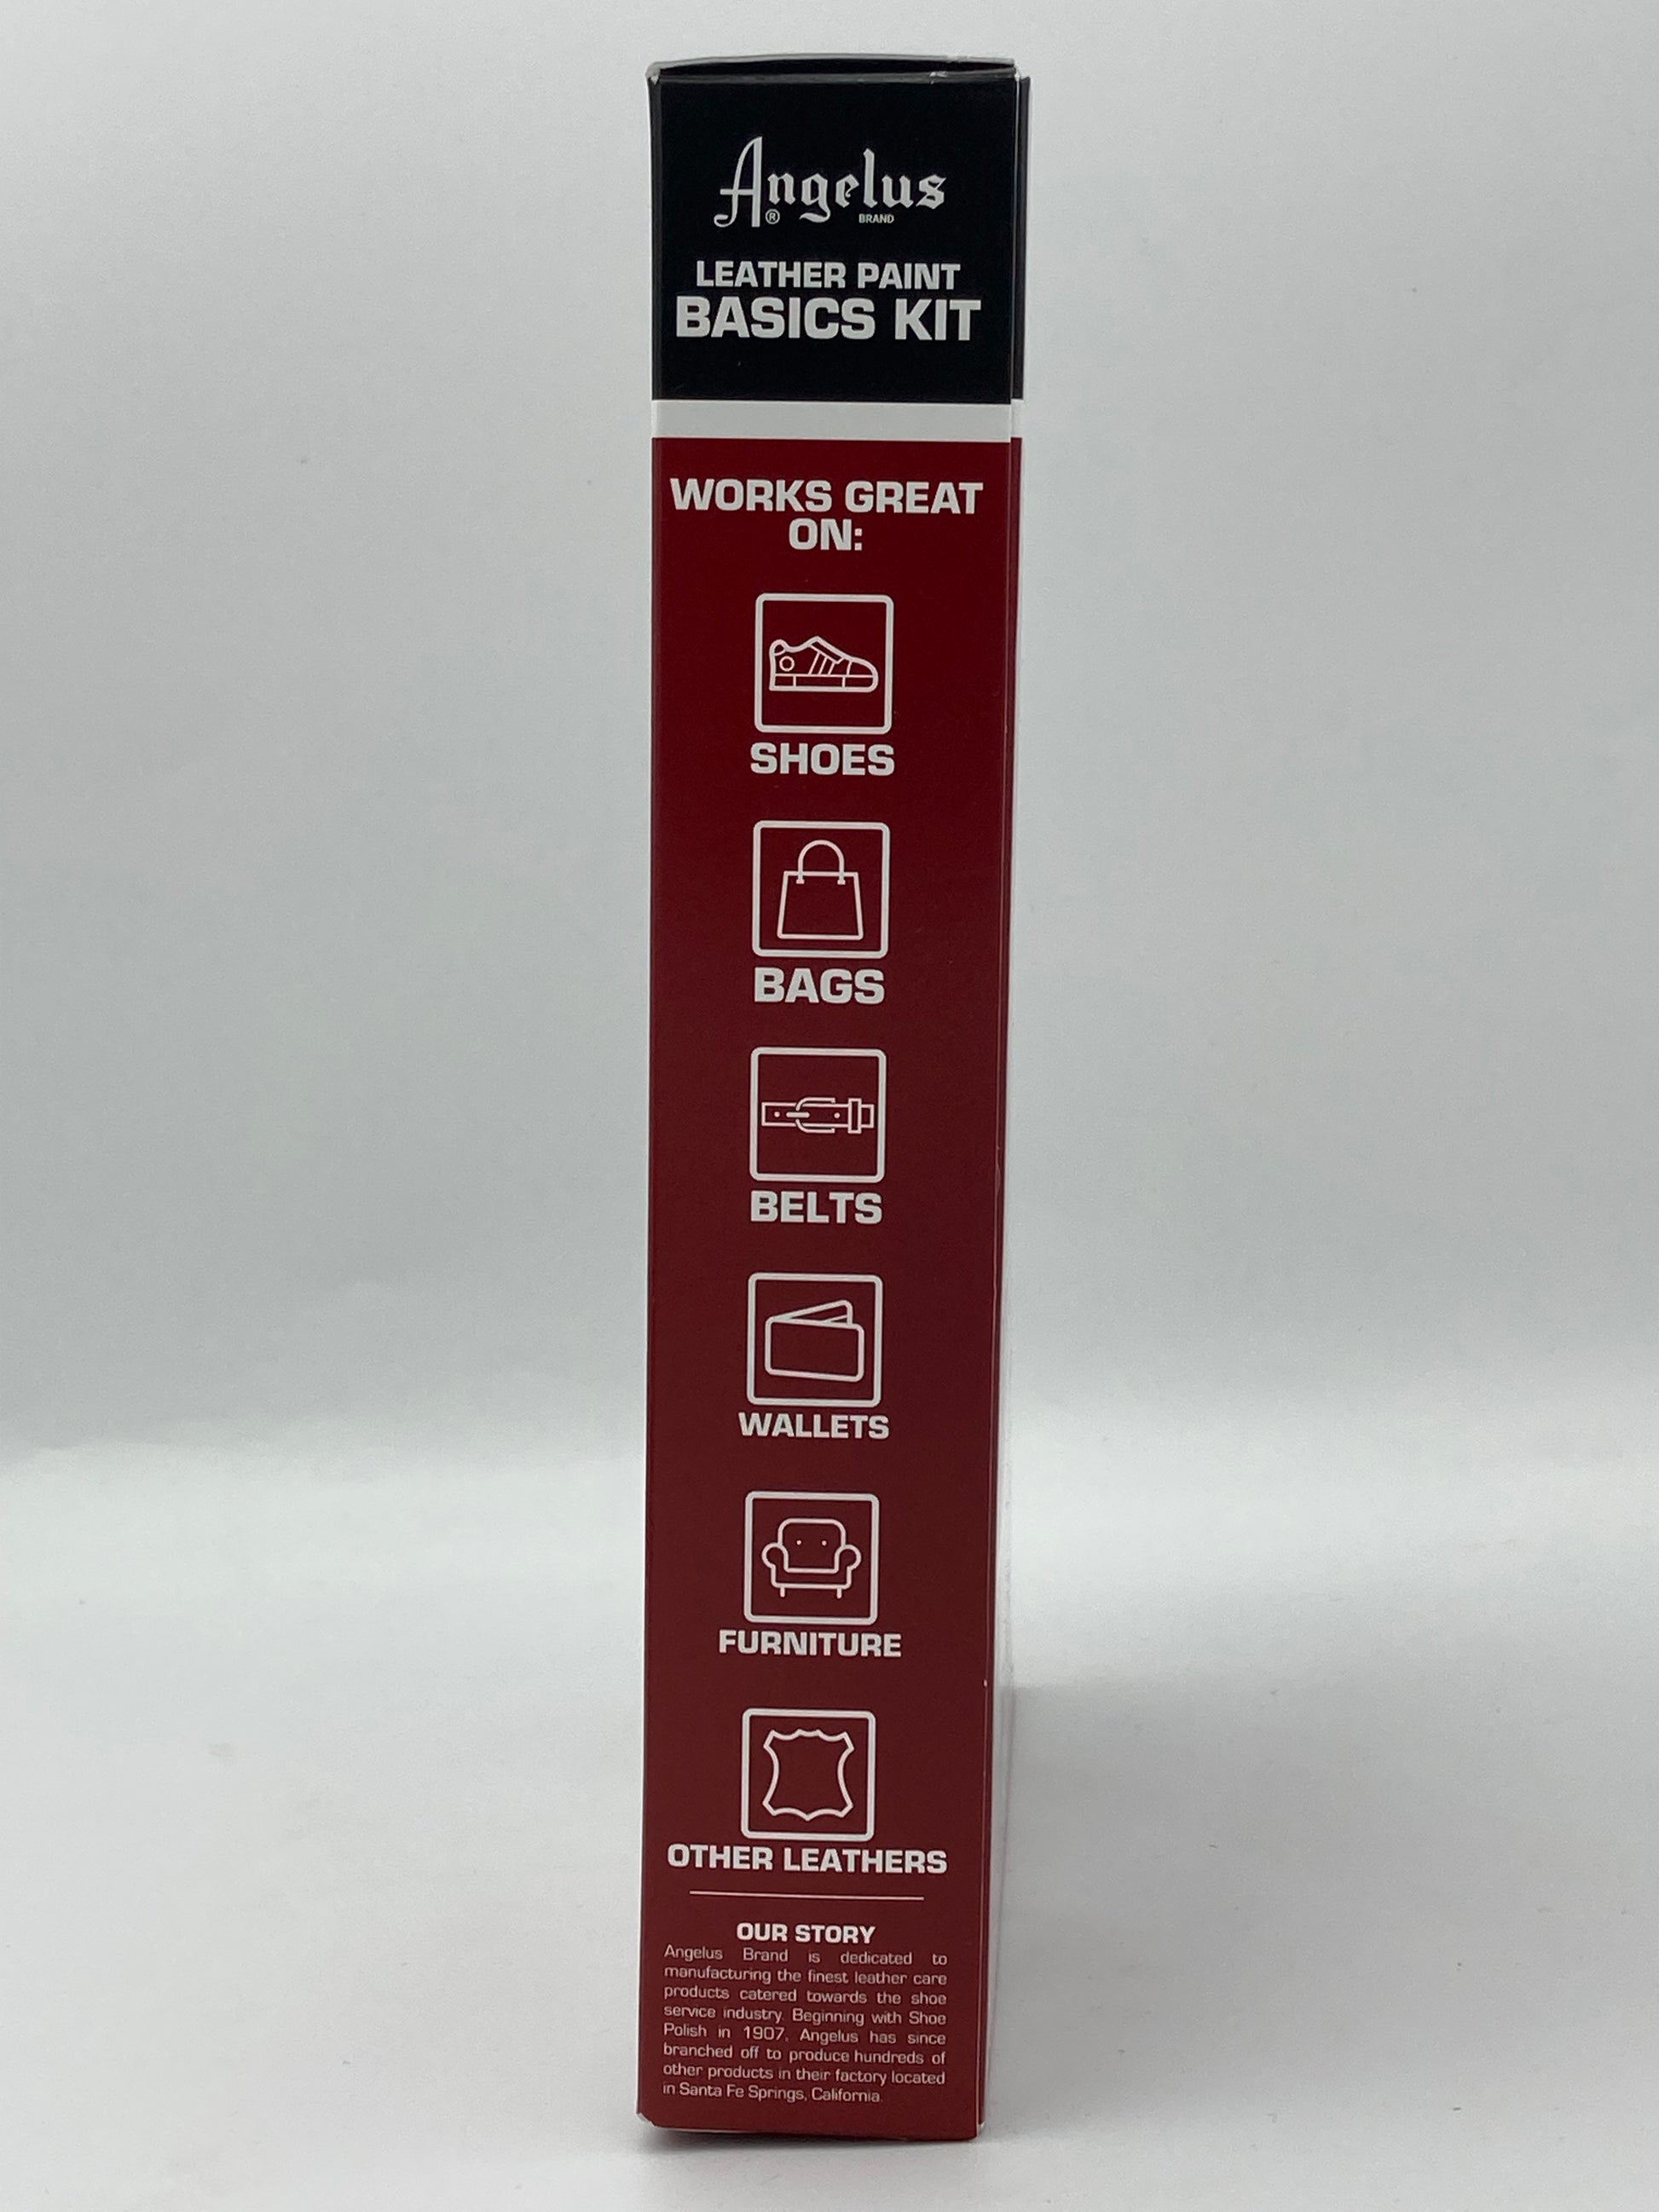 Angelus
® BRAND
LEATHER PAINT
BASICS KIT
WORKS GREAT
ON:
SHOES
BAGS
BELTS
WALLETS
FURNITURE
OTHER LEATHERS
OUR STORY
Angelus Brand is dedicated to
manufacturing the finest leather care
products catered towards the shoe
service industry. Beginning with Shoe
Polish in 1907, Angelus has since
branched off to produce hundreds of
other products in their factory located
in Santa Fe Springs, California.